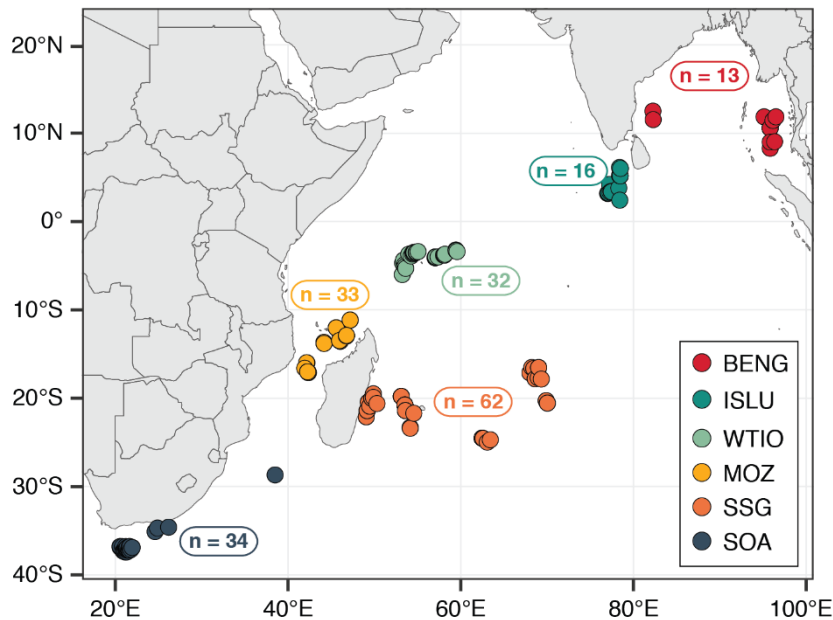 20°N
10°N
0°
10°S
20°S
30°S
40°S
n = 13
n = 16
n = 32
n = 33
n = 62
n = 34
BENG
ISLU
WTIO
MOZ
SSG
SOA
20°E 40°E 60°E 80°E 100°E